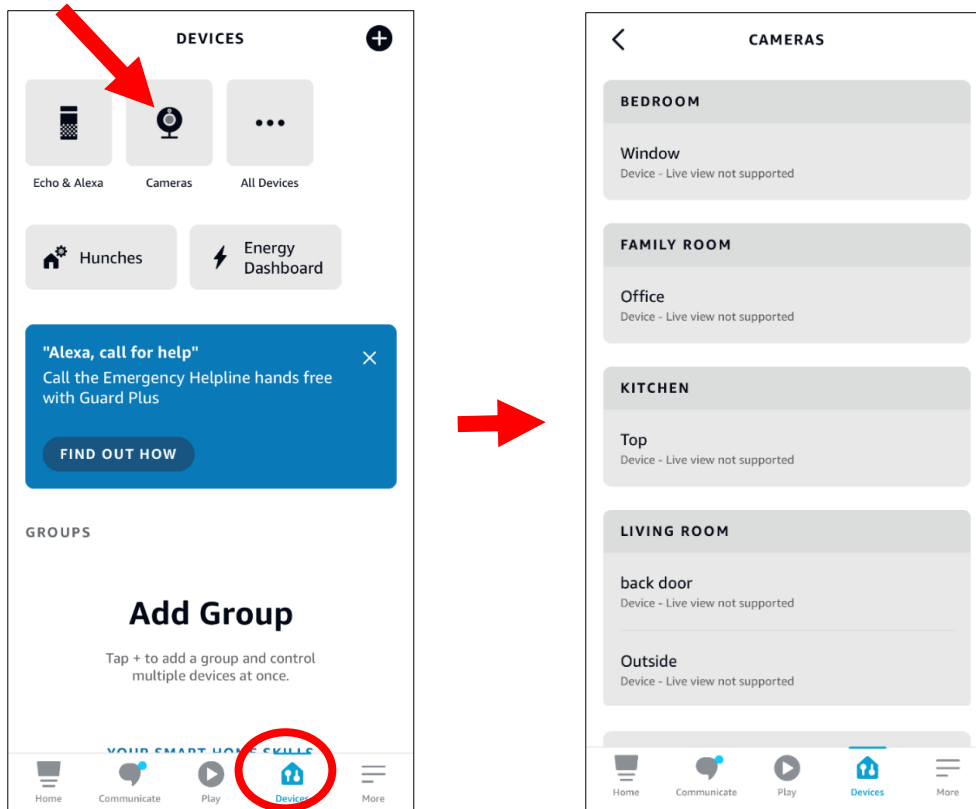 DEVICES
Echo & Alexa
Cameras
All Devices
Hunches
Energy
Dashboard
"Alexa, call for help"
Call the Emergency Helpline hands free
with Guard Plus
FIND OUT HOW
GROUPS
Add Group
Tap + to add a group and control
multiple devices at once.
YOUR SMART HOME SKILLS
Home
Communicate
Play
Devices
More
CAMERAS
BEDROOM
Window
Device - Live view not supported
FAMILY ROOM
Office
Device - Live view not supported
KITCHEN
Top
Device - Live view not supported
LIVING ROOM
back door
Device - Live view not supported
Outside
Device - Live view not supported
Home
Communicate
Play
Devices
More